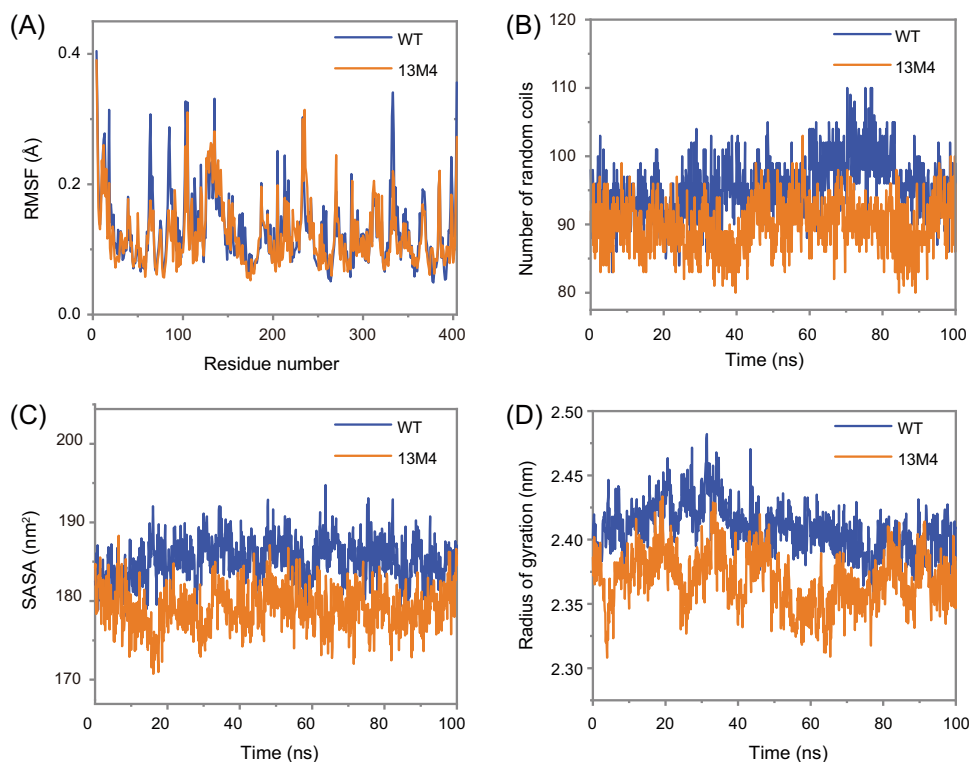 (A)
WT
13M4
0.4
0.2
0.0
RMSF (Å)
0 100 200 300 400
Residue number
(B)
WT
13M4
120
110
100
90
80
Number of random coils
0 20 40 60 80 100
Time (ns)
(C)
WT
13M4
200
190
180
170
SASA (nm²)
0 20 40 60 80 100
Time (ns)
(D)
WT
13M4
2.50
2.45
2.40
2.35
2.30
Radius of gyration (nm)
0 20 40 60 80 100
Time (ns)